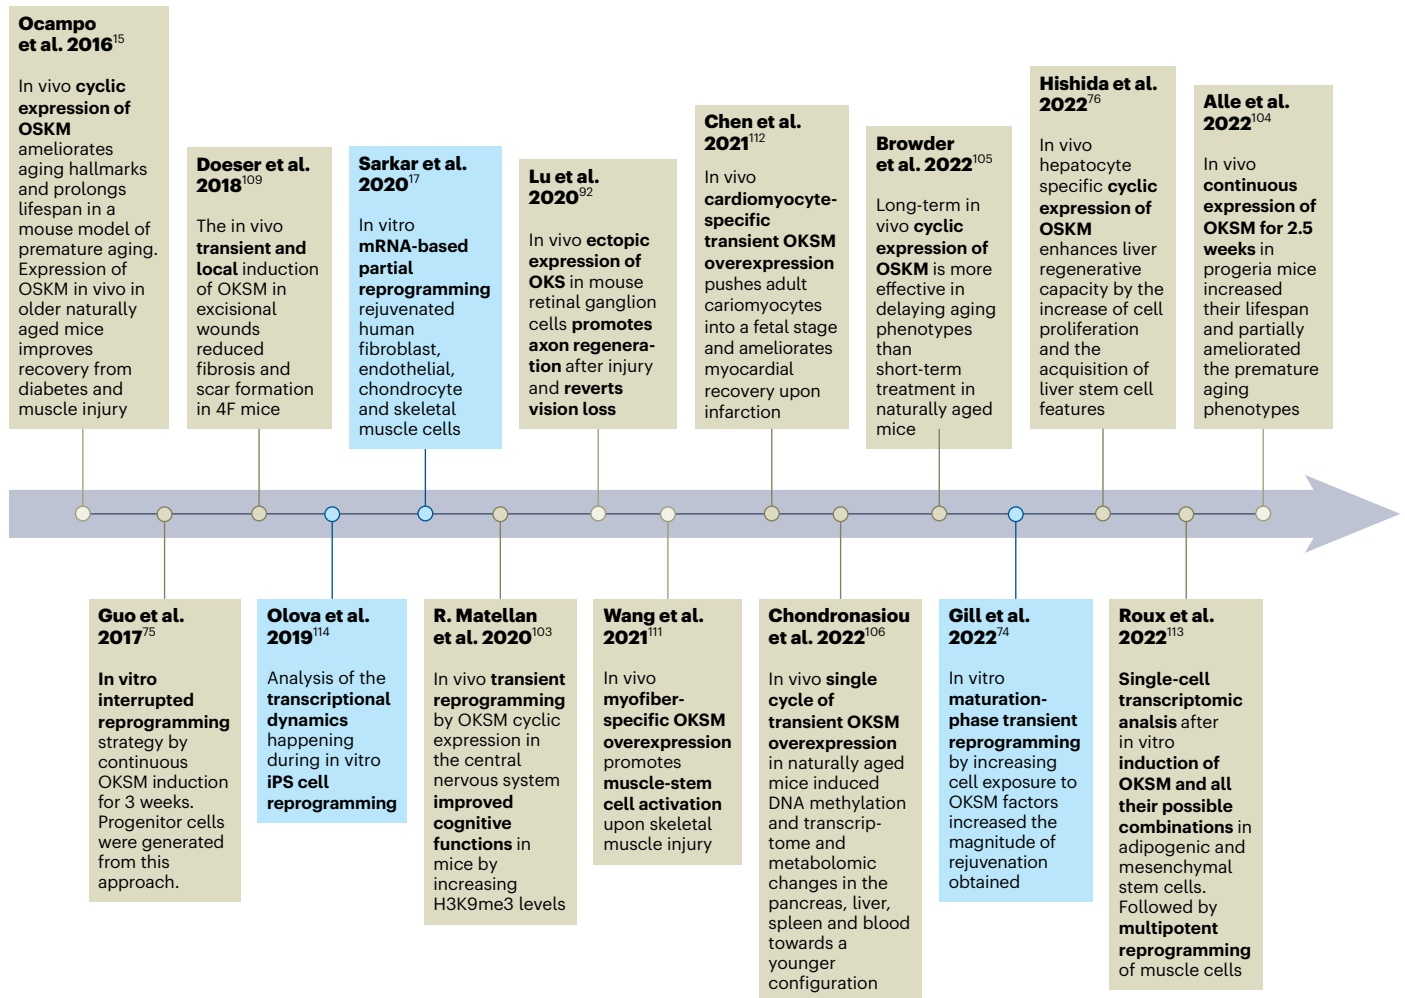 Ocampo
et al. 201615
In vivo cyclic
expression of
OSKM
ameliorates
aging hallmarks
and prolongs
lifespan in a
mouse model of
premature aging.
Expression of
OSKM in vivo in
older naturally
aged mice
improves
recovery from
diabetes and
muscle injury
Doeser et al.
2018109
The in vivo
transient and
local induction
of OKSM in
excisional
wounds
reduced
fibrosis and
scar formation
in 4F mice
Sarkar et al.
202017
In vitro
mRNA-based
partial
reprogramming
rejuvenated
human
fibroblast,
endothelial,
chondrocyte
and skeletal
muscle cells
Lu et al.
202092
In vivo ectopic
expression of
OKS in mouse
retinal ganglion
cells promotes
axon regenera-
tion after injury
and reverts
vision loss
Chen et al.
2021112
In vivo
cardiomyocyte-
specific
transient OKSM
overexpression
pushes adult
cariomyocytes
into a fetal stage
and ameliorates
myocardial
recovery upon
infarction
Browder
et al. 2022105
Long-term in
vivo cyclic
expression of
OSKM is more
effective in
delaying aging
phenotypes
than
short-term
treatment in
naturally aged
mice
Hishida et al.
202276
In vivo
hepatocyte
specific cyclic
expression of
OSKM
enhances liver
regenerative
capacity by the
increase of cell
proliferation
and the
acquisition of
liver stem cell
features
Alle et al.
2022104
In vivo
continuous
expression of
OKSM for 2.5
weeks in
progeria mice
increased
their lifespan
and partially
ameliorated
the premature
aging
phenotypes
Guo et al.
201775
In vitro
interrupted
reprogramming
strategy by
continuous
OKSM induction
for 3 weeks.
Progenitor cells
were generated
from this
approach.
Olova et al.
2019114
Analysis of the
transcriptional
dynamics
happening
during in vitro
iPS cell
reprogramming
R. Matellan
et al. 2020103
In vivo transient
reprogramming
by OKSM cyclic
expression in
the central
nervous system
improved
cognitive
functions in
mice by
increasing
H3K9me3 levels
Wang et al.
2021111
In vivo
myofiber-
specific OKSM
overexpression
promotes
muscle-stem
cell activation
upon skeletal
muscle injury
Chondronasiou
et al. 2022106
In vivo single
cycle of
transient OKSM
overexpression
in naturally aged
mice induced
DNA methylation
and transcrip-
tome and
metabolomic
changes in the
pancreas, liver,
spleen and blood
towards a
younger
configuration
Gill et al.
202274
In vitro
maturation-
phase transient
reprogramming
by increasing
cell exposure to
OKSM factors
increased the
magnitude of
rejuvenation
obtained
Roux et al.
2022113
Single-cell
transcriptomic
analsis after
in vitro
induction of
OKSM and all
their possible
combinations in
adipogenic and
mesenchymal
stem cells.
Followed by
multipotent
reprogramming
of muscle cells